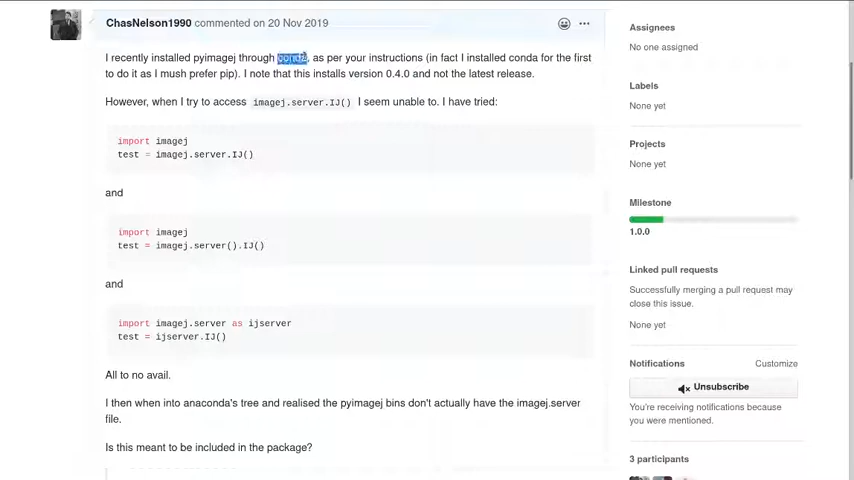 ChasNelson1990 commented on 20 Nov 2019
I recently installed pyimagej through conda, as per your instructions (in fact I installed conda for the first
to do it as I mush prefer pip). I note that this installs version 0.4.0 and not the latest release.
However, when I try to access imagej.server.IJ() I seem unable to. I have tried:
import imagej
test = imagej.server.IJ()
and
import imagej
test = imagej.server().IJ()
and
import imagej.server as ijserver
test = ijserver.IJ()
All to no avail.
I then when into anaconda's tree and realised the pyimagej bins don't actually have the imagej.server
file.
Is this meant to be included in the package?
Assignees
No one assigned
Labels
None yet
Projects
None yet
Milestone
1.0.0
Linked pull requests
Successfully merging a pull request may
close this issue.
None yet
Notifications Customize
Unsubscribe
You're receiving notifications because
you were mentioned.
3 participants